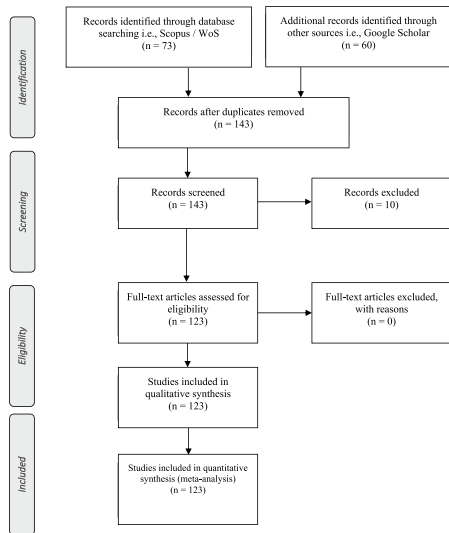 Records identified through database
searching i.e., Scopus / WoS
(n = 73)
Additional records identified through
other sources i.e., Google Scholar
(n = 60)
Identification
Records after duplicates removed
(n = 143)
Screening
Records screened
(n = 143)
Records excluded
(n = 10)
Eligibility
Full-text articles assessed for
eligibility
(n = 123)
Full-text articles excluded,
with reasons
(n = 0)
Studies included in
qualitative synthesis
(n = 123)
Included
Studies included in quantitative
synthesis (meta-analysis)
(n = 123)